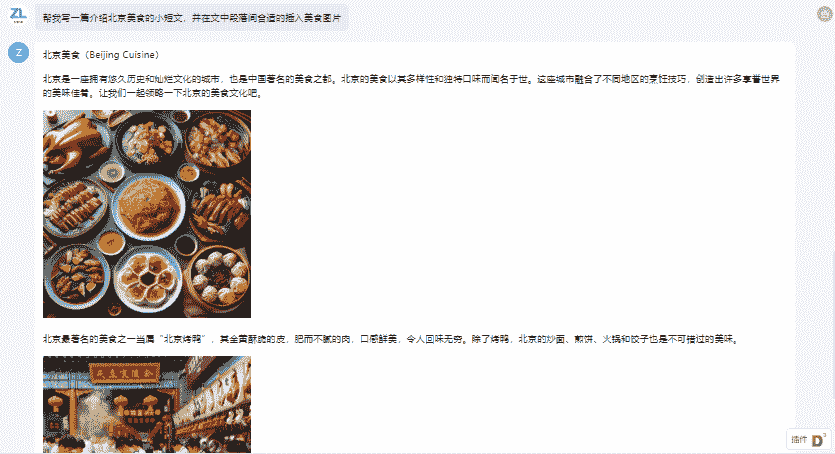 ZL
帮我写一篇介绍北京美食的小短文，并在文中段落间合适的插入美食图片
Z
北京美食（Beijing Cuisine）
北京是一座拥有悠久历史和灿烂文化的城市，也是中国著名的美食之都。北京的美食以其多样性和独特口味而闻名于世。这座城市融合了不同地区的烹饪技巧，创造出许多享誉世界
的美味佳肴。让我们一起领略一下北京的美食文化吧。
北京最著名的美食之一当属“北京烤鸭”，其金黄酥脆的皮，肥而不腻的肉，口感鲜美，令人回味无穷。除了烤鸭，北京的炒面、煎饼、火锅和饺子也是不可错过的美味。
插件